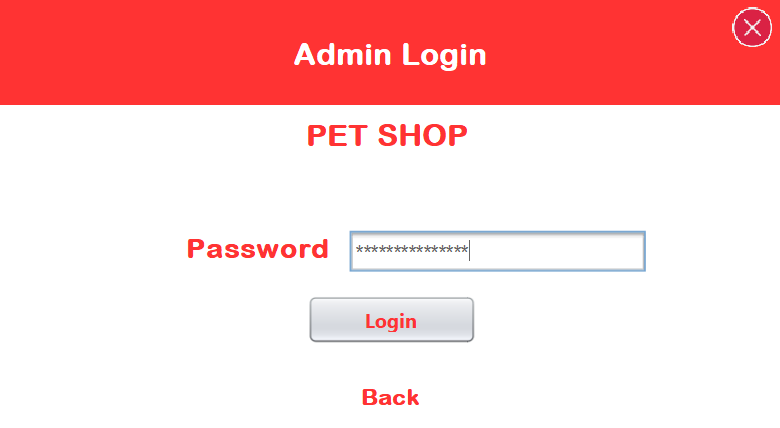 Admin Login
PET SHOP
Password ***************
Login
Back